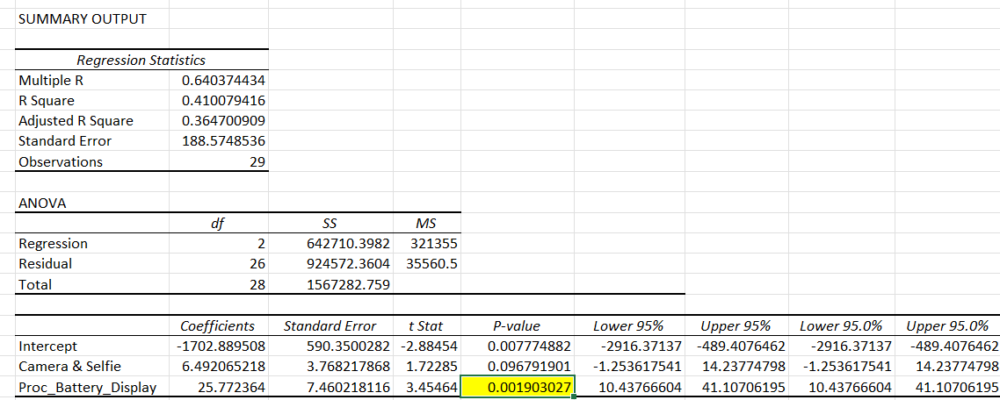 SUMMARY OUTPUT
Regression Statistics
Multiple R 0.640374434
R Square 0.410079416
Adjusted R Square 0.364700909
Standard Error 188.5748536
Observations 29
ANOVA
df SS MS
Regression 2 642710.3982 321355
Residual 26 924572.3604 35560.5
Total 28 1567282.759
Coefficients Standard Error t Stat P-value Lower 95% Upper 95% Lower 95.0% Upper 95.0%
Intercept -1702.889508 590.3500282 -2.88454 0.007774882 -2916.37137 -489.4076462 -2916.37137 -489.4076462
Camera & Selfie 6.492065218 3.768217868 1.72285 0.096791901 -1.253617541 14.23774798 -1.253617541 14.23774798
Proc_Battery_Display 25.772364 7.460218116 3.45464 0.001903027 10.43766604 41.10706195 10.43766604 41.10706195